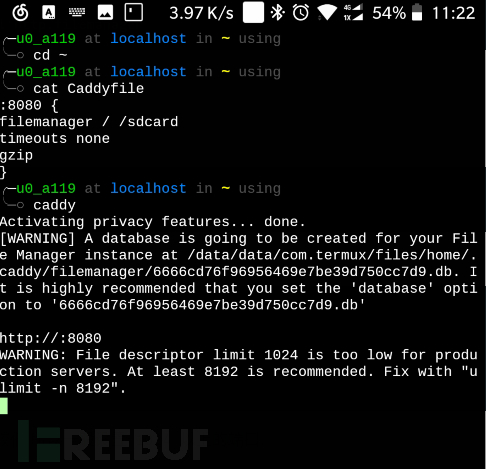 3.97 K/s 4G 1X 54% 11:22
u0_a119 at localhost in ~ using
cd ~
u0_a119 at localhost in ~ using
cat Caddyfile
:8080 {
filemanager / /sdcard
timeouts none
gzip
}
u0_a119 at localhost in ~ using
caddy
Activating privacy features... done.
[WARNING] A database is going to be created for your Fil
e Manager instance at /data/data/com.termux/files/home/.
caddy/filemanager/6666cd76f96956469e7be39d750cc7d9.db. I
t is highly recommended that you set the 'database' opti
on to '6666cd76f96956469e7be39d750cc7d9.db'
http://:8080
WARNING: File descriptor limit 1024 is too low for produ
ction servers. At least 8192 is recommended. Fix with "u
limit -n 8192".
FREEBUF